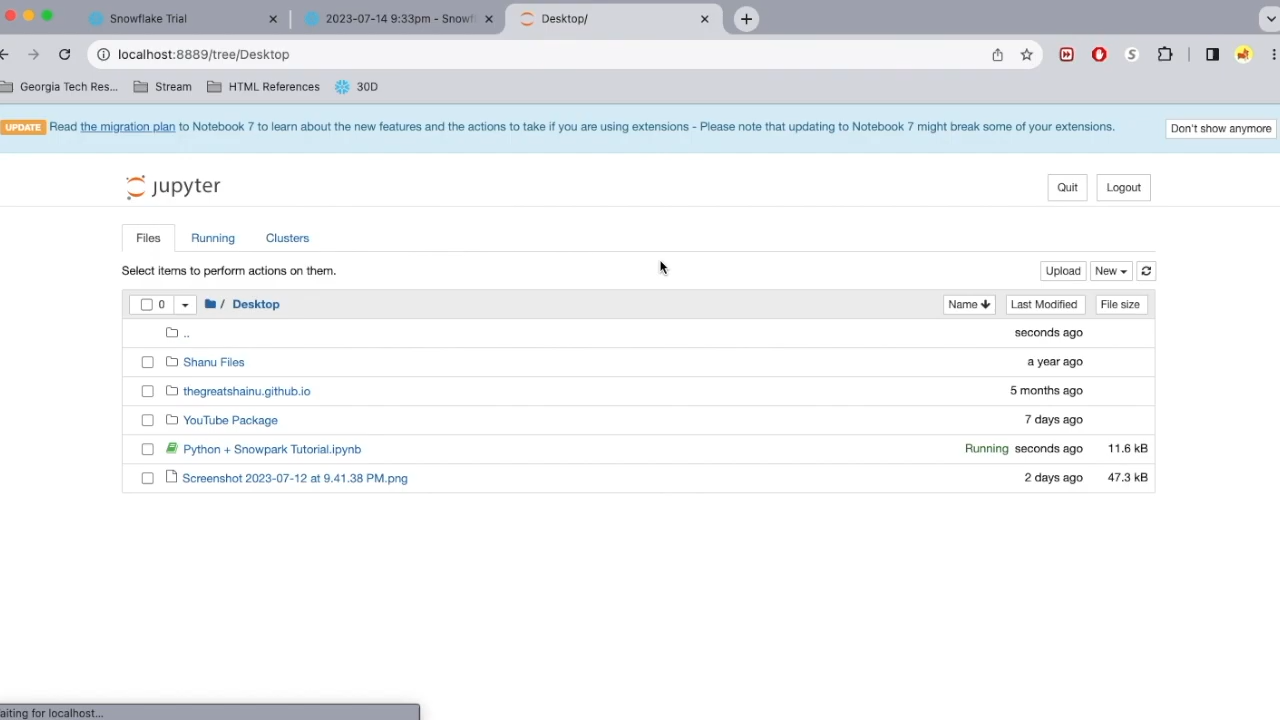 Snowflake Trial
2023-07-14 9:33pm - Snowf
Desktop/
localhost:8889/tree/Desktop
Georgia Tech Res...
Stream
HTML References
30D
UPDATE Read the migration plan to Notebook 7 to learn about the new features and the actions to take if you are using extensions - Please note that updating to Notebook 7 might break some of your extensions.
Don't show anymore
jupyter
Quit
Logout
Files
Running
Clusters
Select items to perform actions on them.
Upload
New
0
/ Desktop
Name
Last Modified
File size
..
seconds ago
Shanu Files
a year ago
thegreatshainu.github.io
5 months ago
YouTube Package
7 days ago
Python + Snowpark Tutorial.ipynb
Running seconds ago
11.6 kB
Screenshot 2023-07-12 at 9.41.38 PM.png
2 days ago
47.3 kB
aiting for localhost...